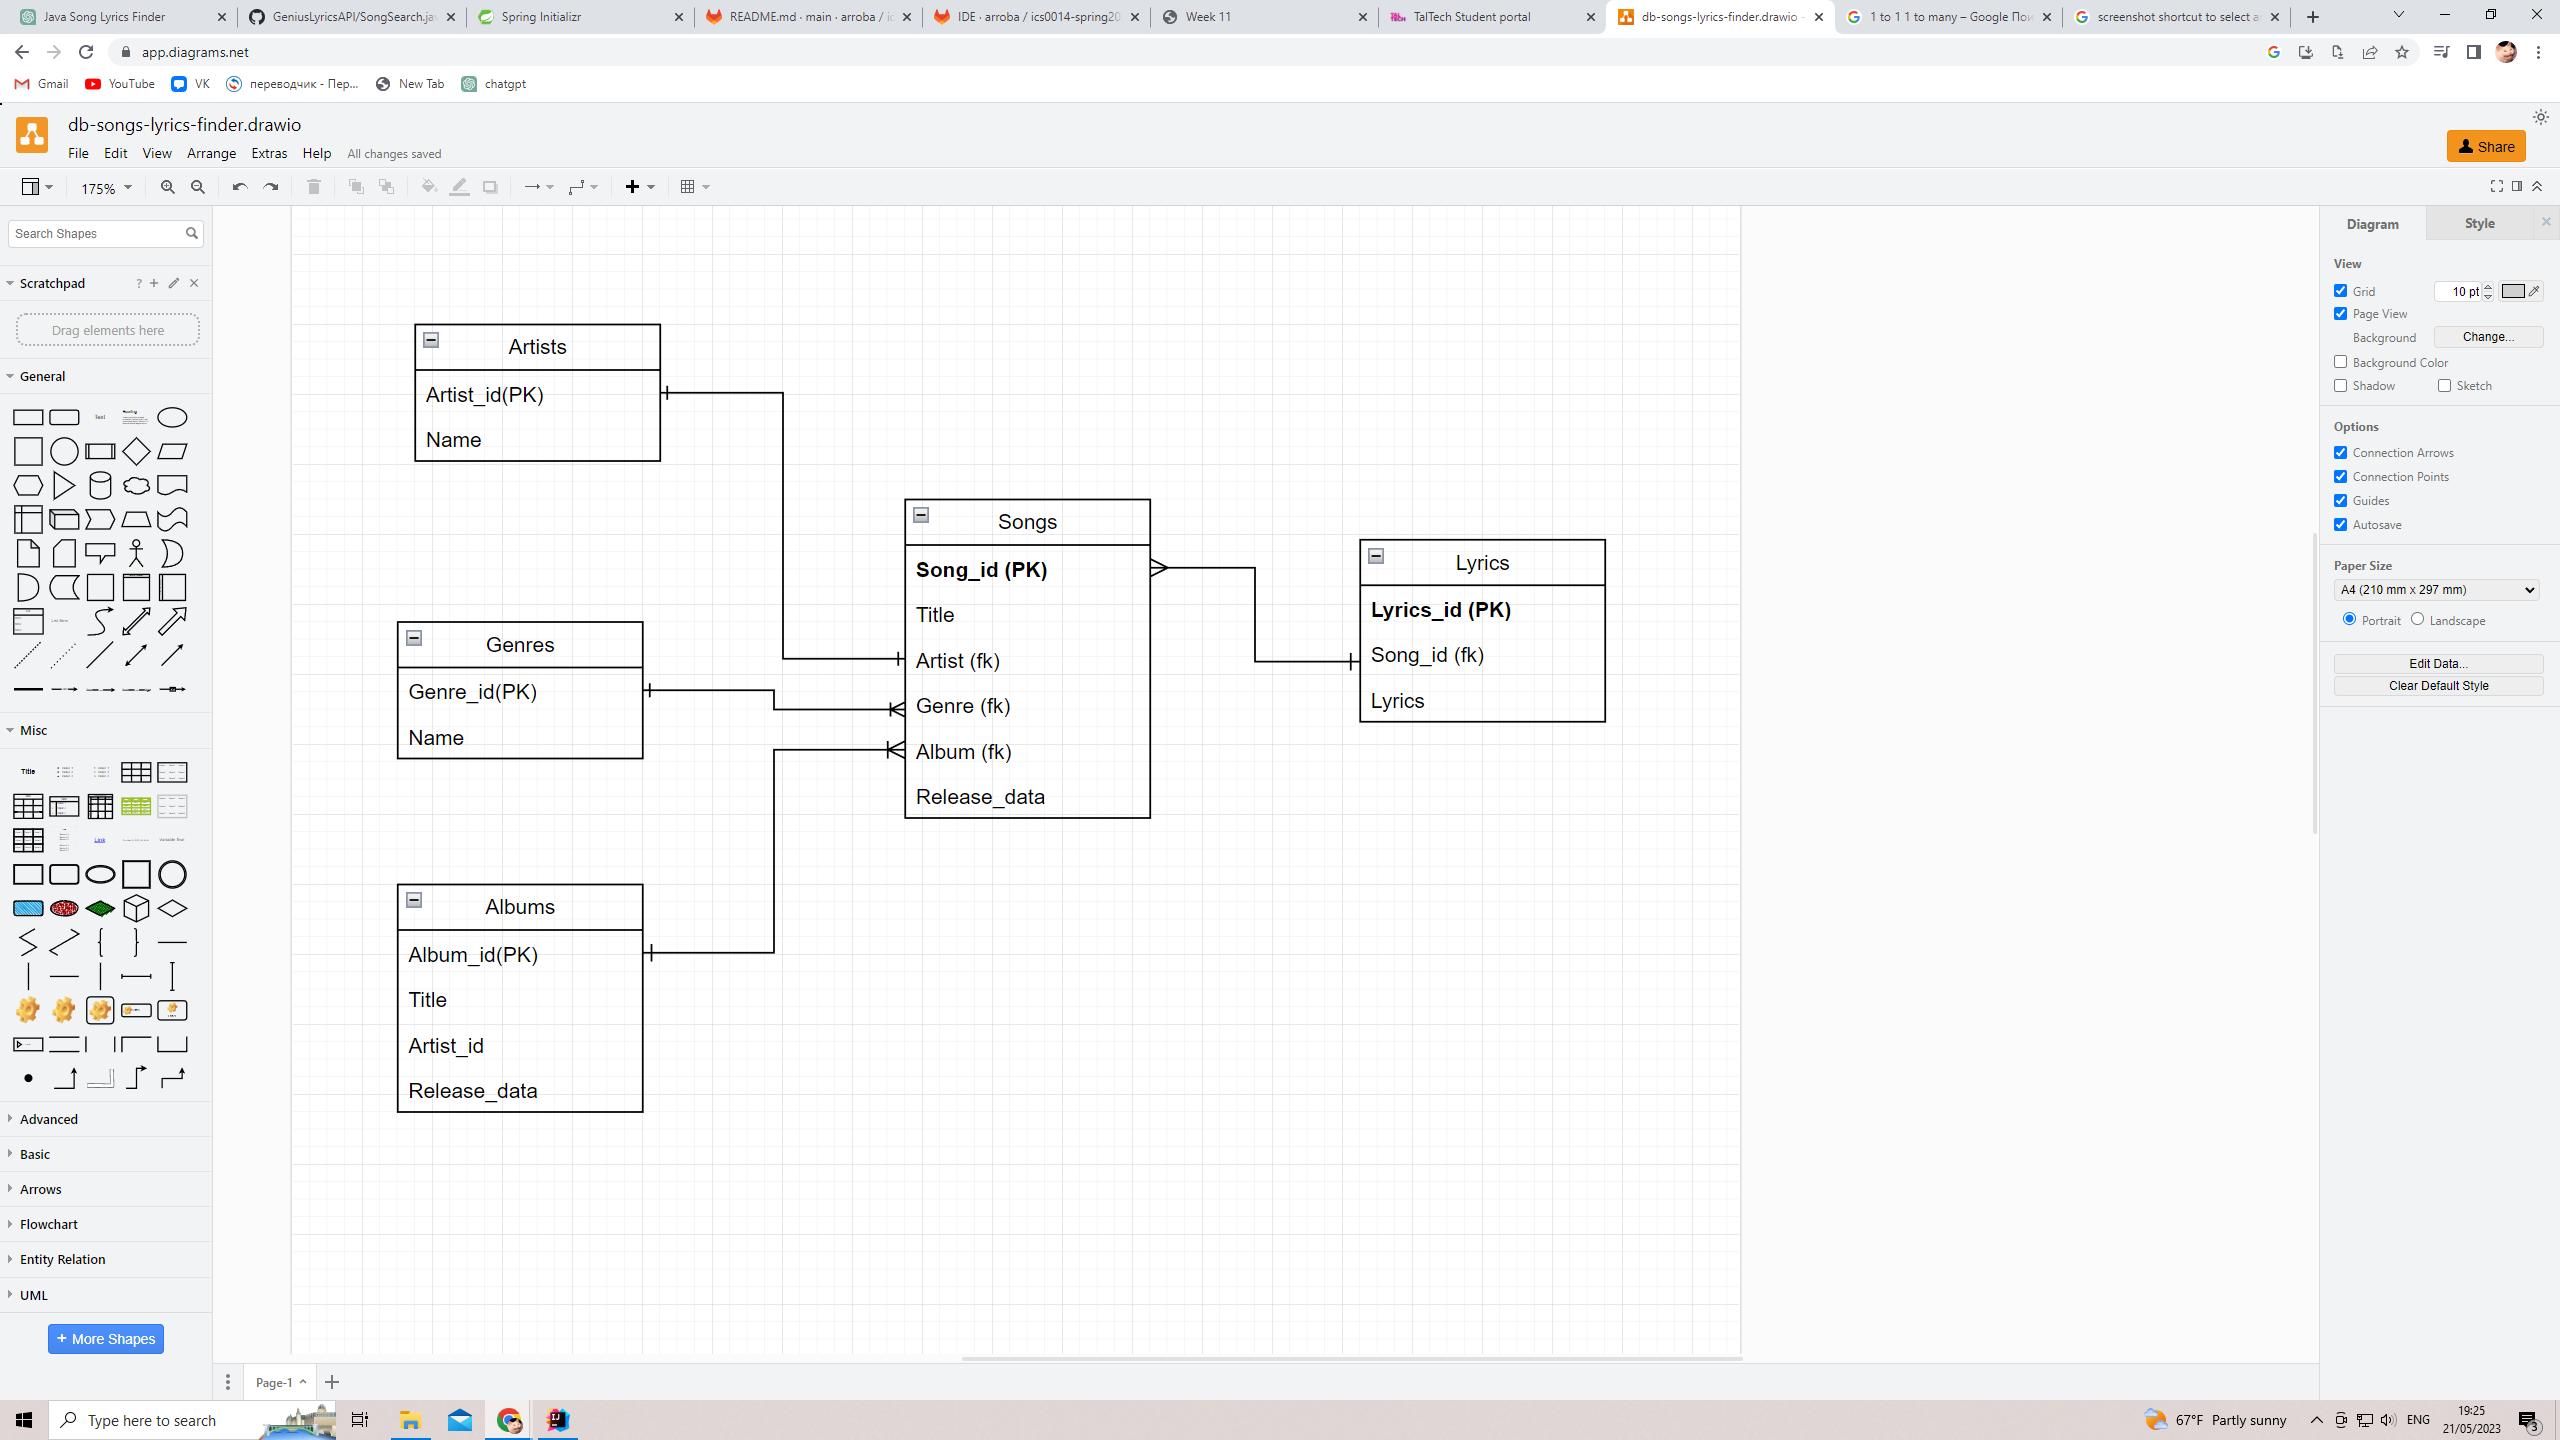 Java Song Lyrics Finder
GeniusLyricsAPI/SongSearch.jav
Spring Initializr
README.md · main · arroba / ic
IDE · arroba / ics0014-spring20
Week 11
TalTech Student portal
db-songs-lyrics-finder.drawio -
1 to 1 1 to many – Google Пои
screenshot shortcut to select a
app.diagrams.net
Gmail
YouTube
VK
переводчик - Пер...
New Tab
chatgpt
db-songs-lyrics-finder.drawio
File Edit View Arrange Extras Help All changes saved
Share
175%
Search Shapes
Scratchpad
?
Drag elements here
General
Text
Heading
Misc
Title
Link
Advanced
Basic
Arrows
Flowchart
Entity Relation
UML
+ More Shapes
Artists
Artist_id(PK)
Name
Genres
Genre_id(PK)
Name
Albums
Album_id(PK)
Title
Artist_id
Release_data
Songs
Song_id (PK)
Title
Artist (fk)
Genre (fk)
Album (fk)
Release_data
Lyrics
Lyrics_id (PK)
Song_id (fk)
Lyrics
Diagram
Style
View
Grid
10 pt
Page View
Background
Change...
Background Color
Shadow
Sketch
Options
Connection Arrows
Connection Points
Guides
Autosave
Paper Size
A4 (210 mm x 297 mm)
Portrait
Landscape
Edit Data...
Clear Default Style
Page-1
Type here to search
67°F Partly sunny
ENG
19:25
21/05/2023
3